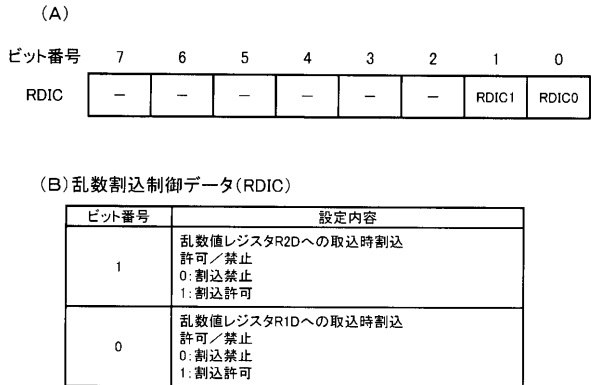 (A)
ビット番号 7 6 5 4 3 2 1 0
RDIC － － － － － － RDIC1 RDIC0
(B)乱数割込制御データ(RDIC)
ビット番号 設定内容
乱数値レジスタR2Dへの取込時割込
許可／禁止
1
0:割込禁止
1:割込許可
乱数値レジスタR1Dへの取込時割込
許可／禁止
0
0:割込禁止
1:割込許可